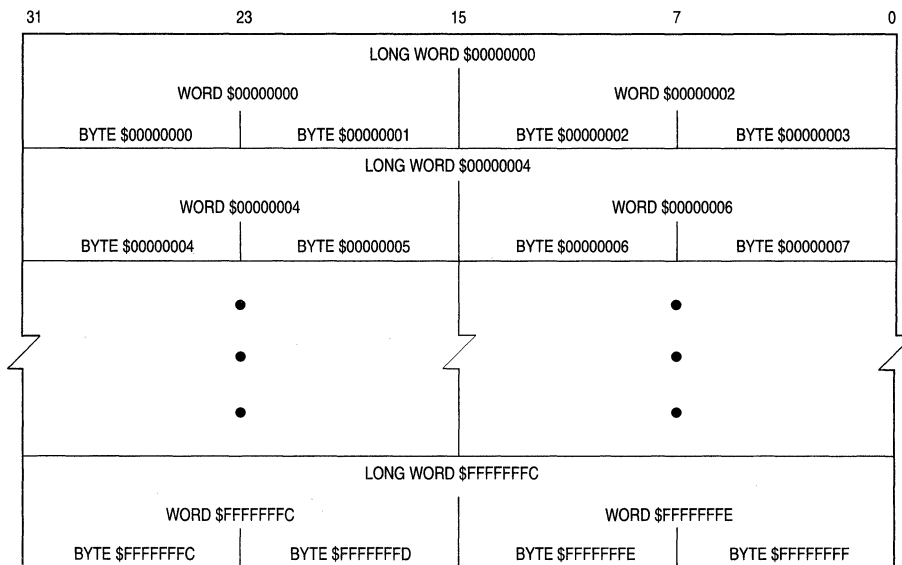 31 23 15 7 0
LONG WORD $00000000
WORD $00000000 WORD $00000002
BYTE $00000000 BYTE $00000001 BYTE $00000002 BYTE $00000003
LONG WORD $00000004
WORD $00000004 WORD $00000006
BYTE $00000004 BYTE $00000005 BYTE $00000006 BYTE $00000007
LONG WORD $FFFFFFFC
WORD $FFFFFFFC WORD $FFFFFFFE
BYTE $FFFFFFFC BYTE $FFFFFFFD BYTE $FFFFFFFE BYTE $FFFFFFFF